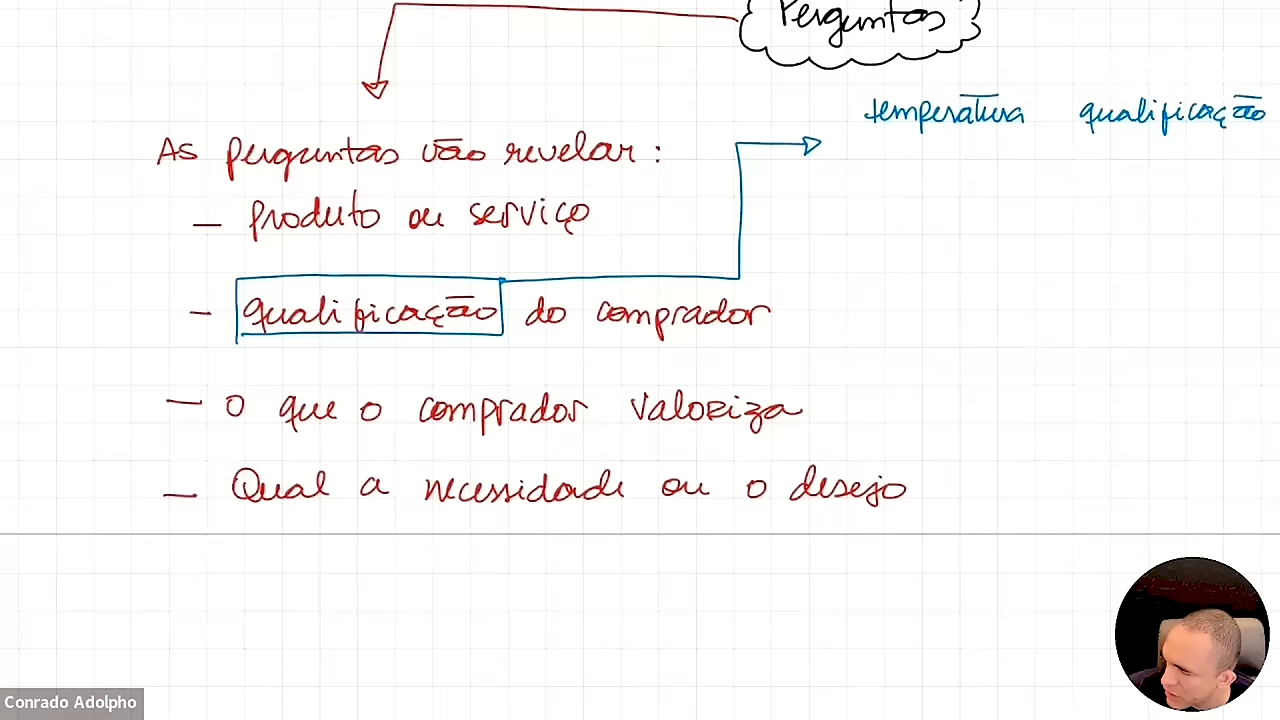 Perguntas
temperatura qualificação
As perguntas vão revelar:
- produto ou serviço
- qualificação do comprador
- o que o comprador valoriza
- Qual a necessidade ou o desejo
Conrado Adolpho